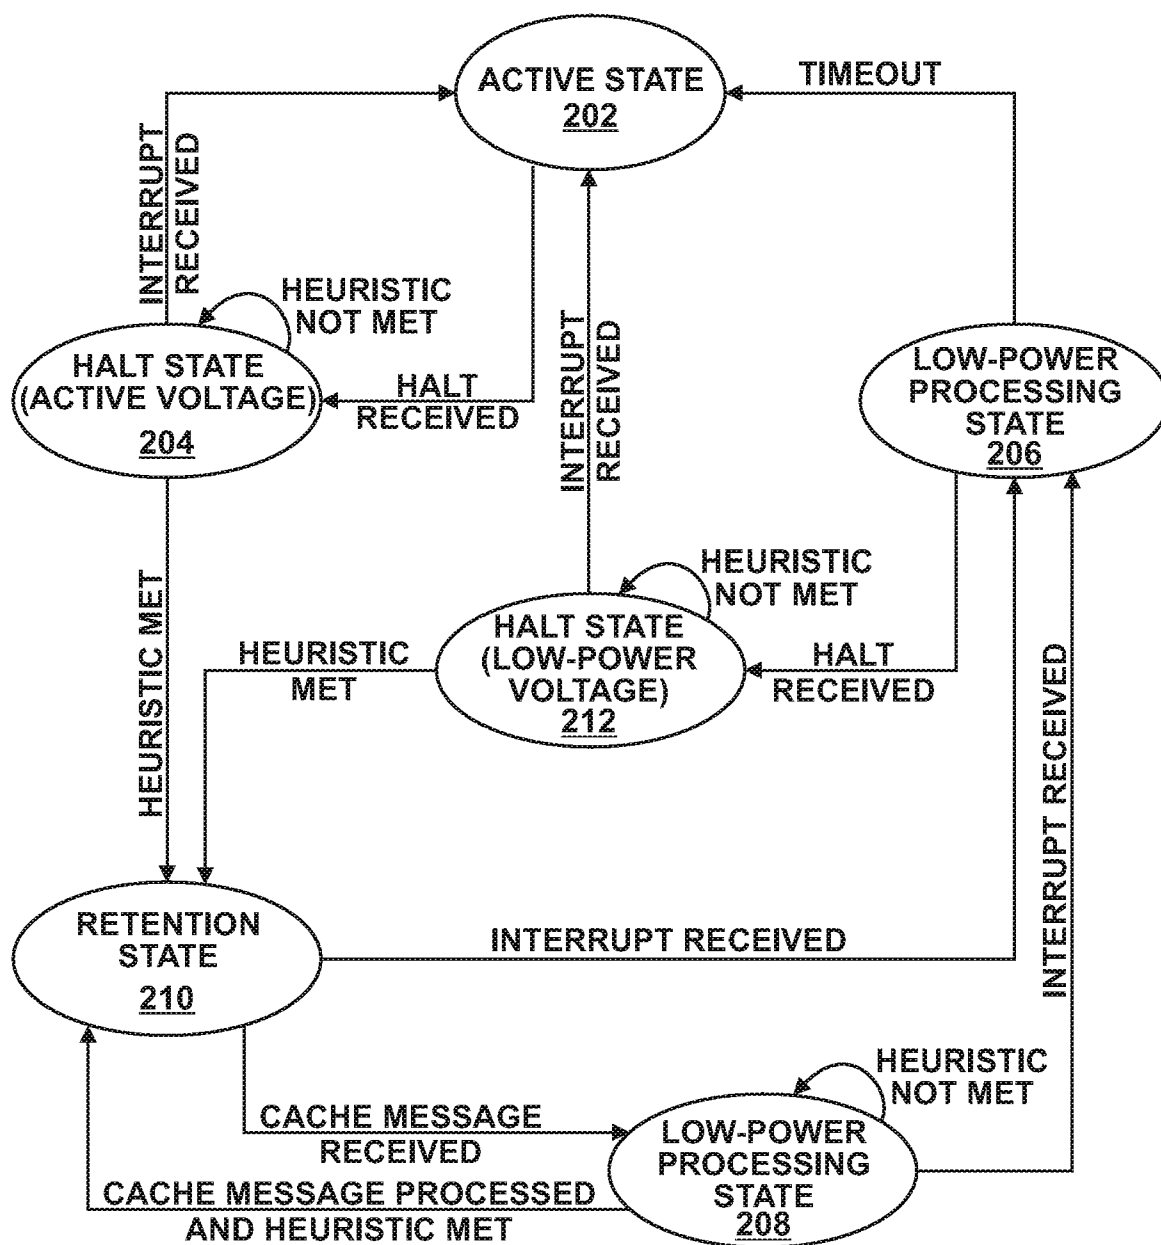 ACTIVE STATE
202
TIMEOUT
INTERRUPT
RECEIVED
HEURISTIC
NOT MET
HALT STATE
(ACTIVE VOLTAGE)
204
HALT
RECEIVED
INTERRUPT
RECEIVED
LOW-POWER
PROCESSING
STATE
206
HEURISTIC
NOT MET
HALT STATE
(LOW-POWER
VOLTAGE)
212
HEURISTIC
MET
HALT
RECEIVED
HEURISTIC MET
INTERRUPT RECEIVED
RETENTION
STATE
210
INTERRUPT RECEIVED
HEURISTIC
NOT MET
CACHE MESSAGE
RECEIVED
LOW-POWER
PROCESSING
STATE
208
CACHE MESSAGE PROCESSED
AND HEURISTIC MET